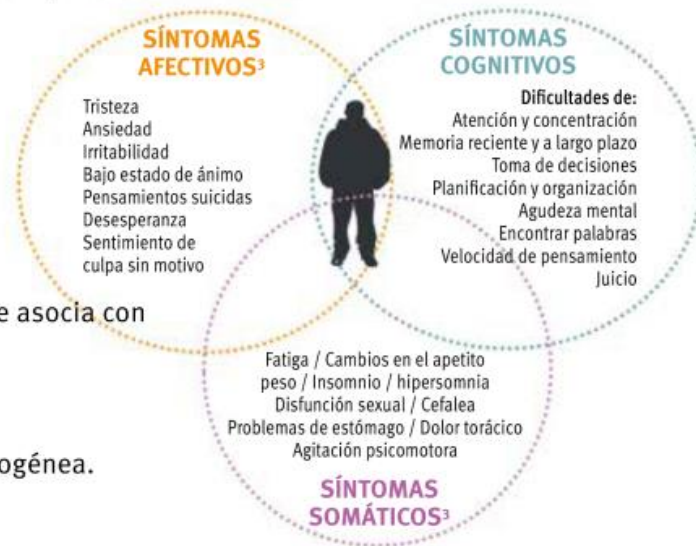 SÍNTOMAS
AFECTIVOS³
Tristeza
Ansiedad
Irritabilidad
Bajo estado de ánimo
Pensamientos suicidas
Desesperanza
Sentimiento de
culpa sin motivo
SÍNTOMAS
COGNITIVOS
Dificultades de:
Atención y concentración
Memoria reciente y a largo plazo
Toma de decisiones
Planificación y organización
Agudeza mental
Encontrar palabras
Velocidad de pensamiento
Juicio
e asocia con
ogénea.
Fatiga / Cambios en el apetito
peso / Insomnio / hipersomnia
Disfunción sexual / Cefalea
Problemas de estómago / Dolor torácico
Agitación psicomotora
SÍNTOMAS
SOMÁTICOS³